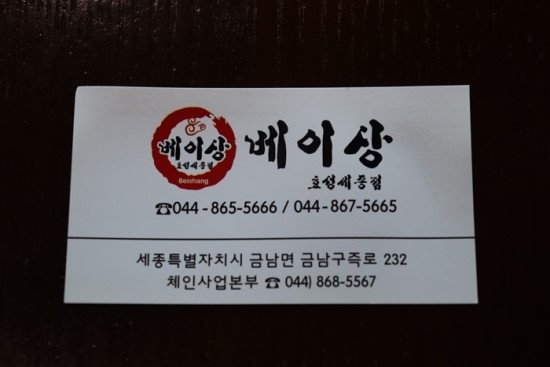 베이상
효성세종점
Beishang
베이상
효성세종점
☎044-865-5666 / 044-867-5665
세종특별자치시 금남면 금남구즉로 232
체인사업본부 ☎ 044) 868-5567